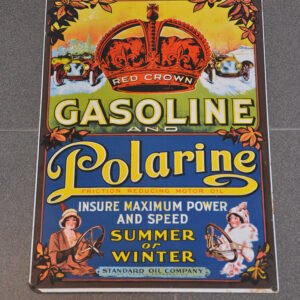 RED CROWN
GASOLINE
AND
Polarine
FRICTION REDUCING MOTOR OIL
INSURE MAXIMUM POWER
AND SPEED
SUMMER
or
WINTER
STANDARD OIL COMPANY